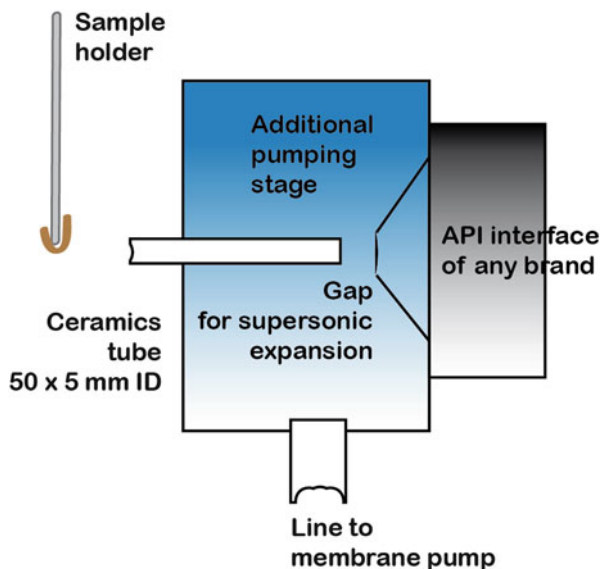 Sample
holder
Additional
pumping
stage
API interface
of any brand
Gap
for supersonic
expansion
Ceramics
tube
50 x 5 mm ID
Line to
membrane pump